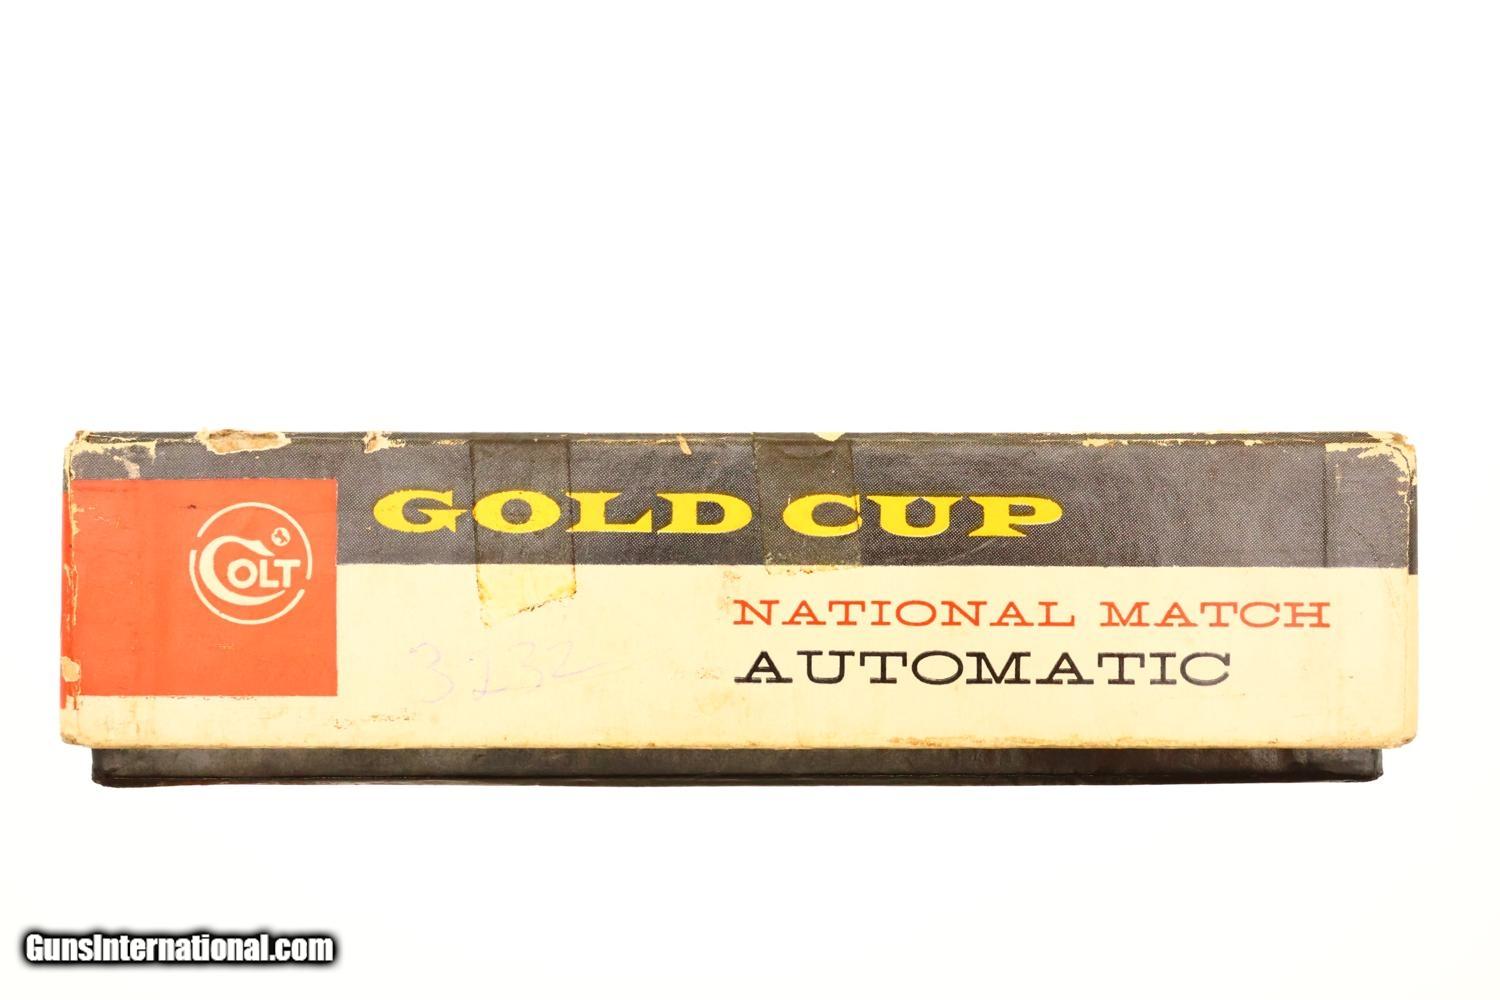 GOLD CUP
COLT
NATIONAL MATCH
AUTOMATIC
3232
GunsInternational.com